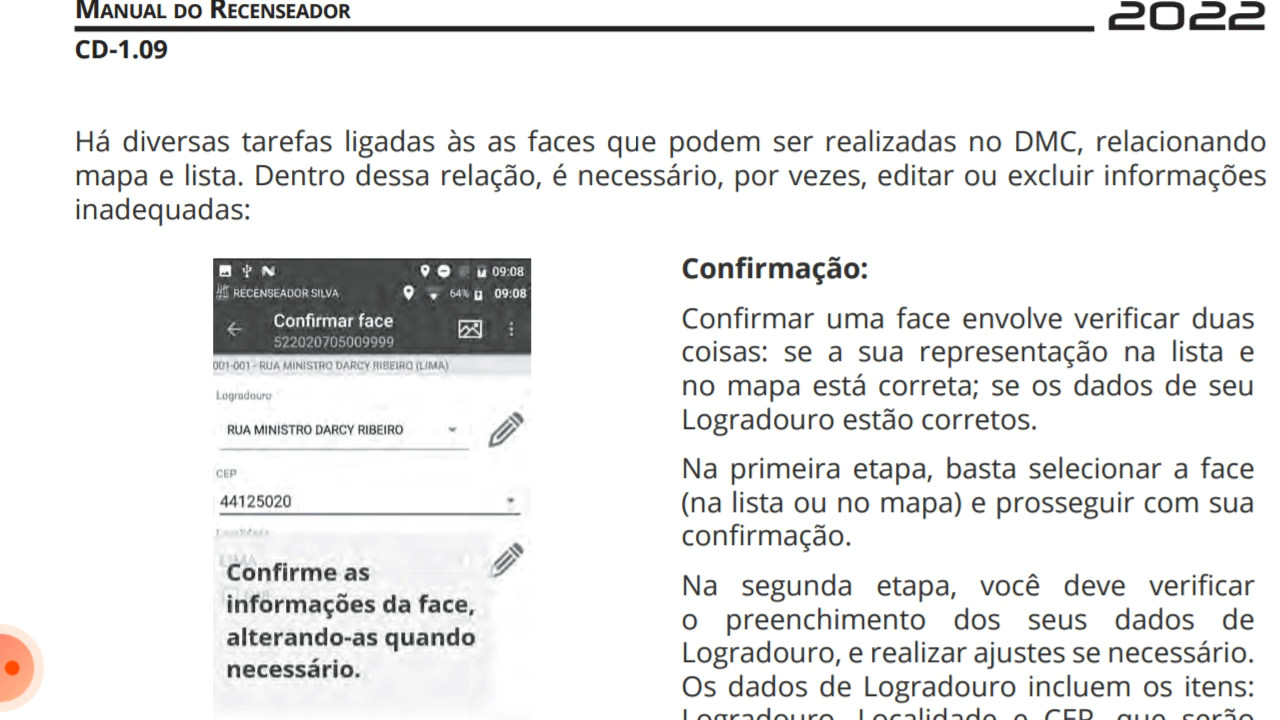 MANUAL DO RECENSEADOR
2022
CD-1.09
Há diversas tarefas ligadas às as faces que podem ser realizadas no DMC, relacionando
mapa e lista. Dentro dessa relação, é necessário, por vezes, editar ou excluir informações
inadequadas:
09:08
RECENSEADOR SILVA
64%
09:08
Confirmar face
522020705009999
001-001 - RUA MINISTRO DARCY RIBEIRO (LIMA)
Logradouro
RUA MINISTRO DARCY RIBEIRO
CEP
44125020
Confirme as
informações da face,
alterando-as quando
necessário.
Confirmação:
Confirmar uma face envolve verificar duas
coisas: se a sua representação na lista e
no mapa está correta; se os dados de seu
Logradouro estão corretos.
Na primeira etapa, basta selecionar a face
(na lista ou no mapa) e prosseguir com sua
confirmação.
Na segunda etapa, você deve verificar
o preenchimento dos seus dados de
Logradouro, e realizar ajustes se necessário.
Os dados de Logradouro incluem os itens:
Logradouro, Localidade e CEP, que serão